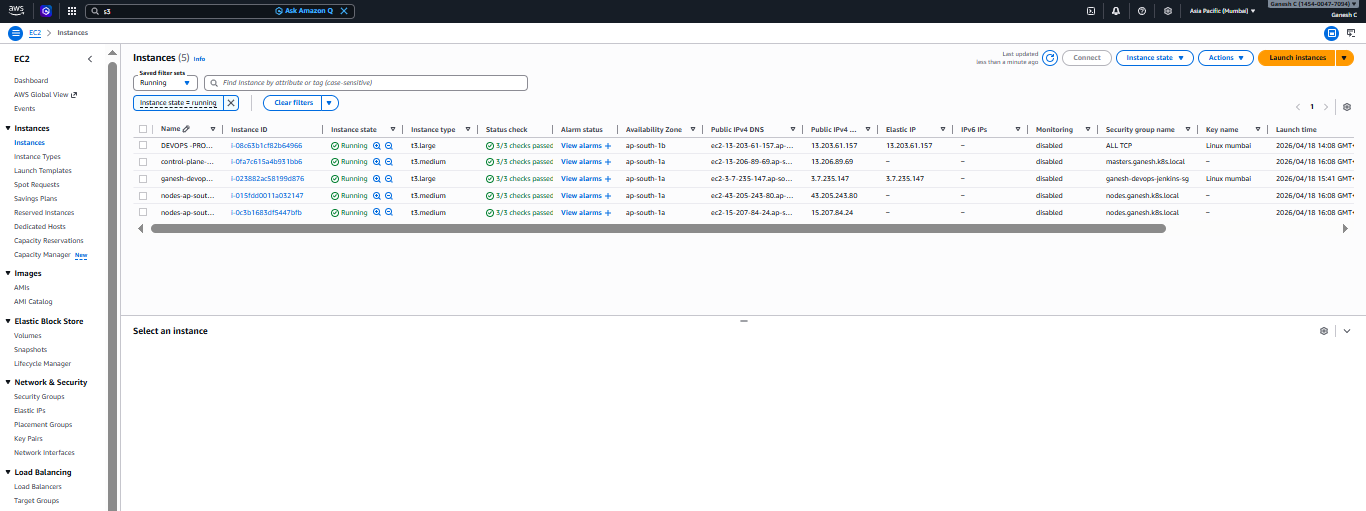 aws s3 Ask Amazon Q Asia Pacific (Mumbai) Ganesh C (1454-0047-7094)
Ganesh C
EC2 Instances
EC2
Dashboard
AWS Global View
Events
Instances
Instances
Instance Types
Launch Templates
Spot Requests
Savings Plans
Reserved Instances
Dedicated Hosts
Capacity Reservations
Capacity Manager New
Images
AMIs
AMI Catalog
Elastic Block Store
Volumes
Snapshots
Lifecycle Manager
Network & Security
Security Groups
Elastic IPs
Placement Groups
Key Pairs
Network Interfaces
Load Balancing
Load Balancers
Target Groups
Instances (5) Info
Last updated
less than a minute ago
Connect Instance state Actions Launch instances
Saved filter sets
Running
Find Instance by attribute or tag (case-sensitive)
Instance state = running Clear filters
1
Name Instance ID Instance state Instance type Status check Alarm status Availability Zone Public IPv4 DNS Public IPv4 ... Elastic IP IPv6 IPs Monitoring Security group name Key name Launch time
DEVOPS -PRO... i-08c63b1cf82b64966 Running t3.large 3/3 checks passed View alarms + ap-south-1b ec2-13-203-61-157.ap-... 13.203.61.157 13.203.61.157 – disabled ALL TCP Linux mumbai 2026/04/18 14:08 GMT+
control-plane-... i-0fa7c615a4b931bb6 Running t3.medium 3/3 checks passed View alarms + ap-south-1a ec2-13-206-89-69.ap-s... 13.206.89.69 – – disabled masters.ganesh.k8s.local – 2026/04/18 16:08 GMT+
ganesh-devop... i-023882ac58199d876 Running t3.large 3/3 checks passed View alarms + ap-south-1a ec2-3-7-235-147.ap-so... 3.7.235.147 3.7.235.147 – disabled ganesh-devops-jenkins-sg Linux mumbai 2026/04/18 15:41 GMT+
nodes-ap-sout... i-015fdd0011a032147 Running t3.medium 3/3 checks passed View alarms + ap-south-1a ec2-43-205-243-80.ap-... 43.205.243.80 – – disabled nodes.ganesh.k8s.local – 2026/04/18 16:08 GMT+
nodes-ap-sout... i-0c3b1683df5447bfb Running t3.medium 3/3 checks passed View alarms + ap-south-1a ec2-15-207-84-24.ap-s... 15.207.84.24 – – disabled nodes.ganesh.k8s.local – 2026/04/18 16:08 GMT+
Select an instance